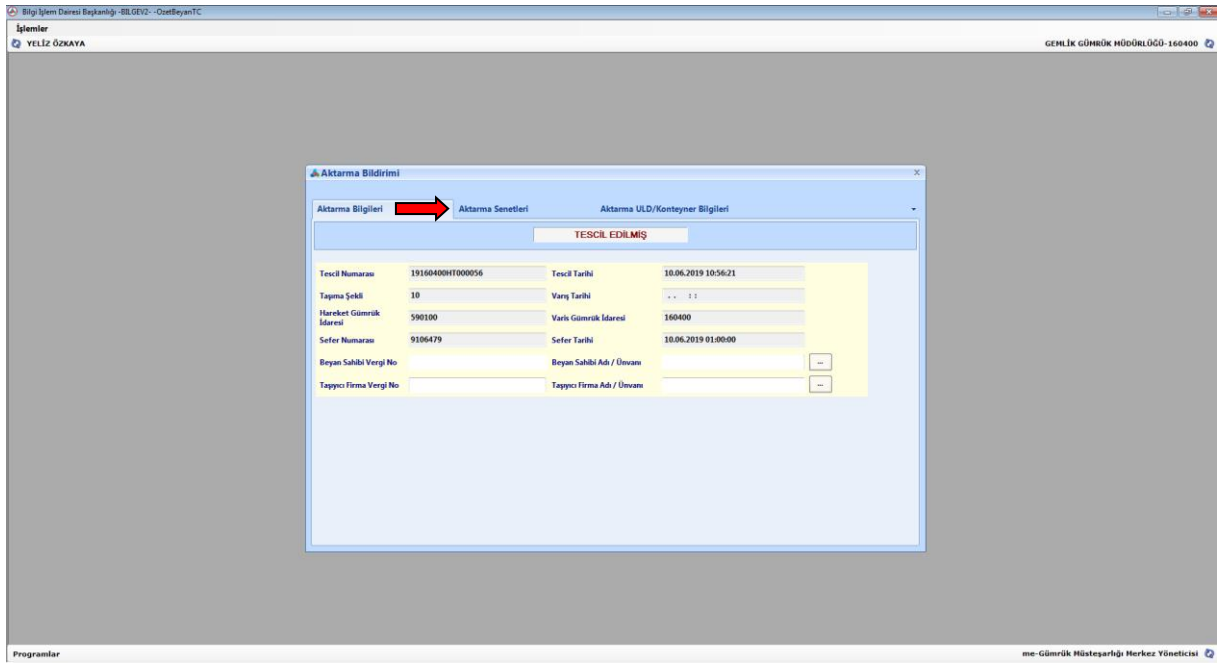 Bilgi İşlem Dairesi Başkanlığı -BILGEV2- -OzetBeyanTC
İşlemler
YELİZ ÖZKAYA GEMLİK GÜMRÜK MÜDÜRLÜĞÜ-160400
Aktarma Bildirimi x
Aktarma Bilgileri Aktarma Senetleri Aktarma ULD/Konteyner Bilgileri
TESCİL EDİLMİŞ
Tescil Numarası 19160400HT000056 Tescil Tarihi 10.06.2019 10:56:21
Taşıma Şekli 10 Varış Tarihi . . : :
Hareket Gümrük İdaresi 590100 Varis Gümrük İdaresi 160400
Sefer Numarası 9106479 Sefer Tarihi 10.06.2019 01:00:00
Beyan Sahibi Vergi No Beyan Sahibi Adı / Ünvanı ...
Taşıyıcı Firma Vergi No Taşıyıcı Firma Adı / Ünvanı ...
Programlar me-Gümrük Müsteşarlığı Merkez Yöneticisi